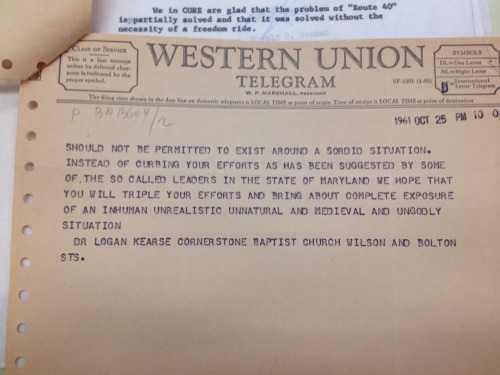 We in CORE are glad that the problem of "Route 40"
is partially solved and that it was solved without the
necessity of a freedom ride.
CLASS OF SERVICE
This is a fast message
unless its deferred char-
acter is indicated by the
proper symbol.
WESTERN UNION
TELEGRAM
W. P. MARSHALL, PRESIDENT
SF-1201 (4-60)
SYMBOLS
DL=Day Letter
NL=Night Letter
International
Letter Telegram
The filing time shown in the date line on domestic telegrams is LOCAL TIME at point of origin. Time of receipt is LOCAL TIME at point of destination
1961 OCT 25 PM 10 0
SHOULD NOT BE PERMITTED TO EXIST AROUND A SORDID SITUATION.
INSTEAD OF CURBING YOUR EFFORTS AS HAS BEEN SUGGESTED BY SOME
OF THE SO CALLED LEADERS IN THE STATE OF MARYLAND WE HOPE THAT
YOU WILL TRIPLE YOUR EFFORTS AND BRING ABOUT COMPLETE EXPOSURE
OF AN INHUMAN UNREALISTIC UNNATURAL AND MEDIEVAL AND UNGODLY
SITUATION
DR LOGAN KEARSE CORNERSTONE BAPTIST CHURCH WILSON AND BOLTON
STS.